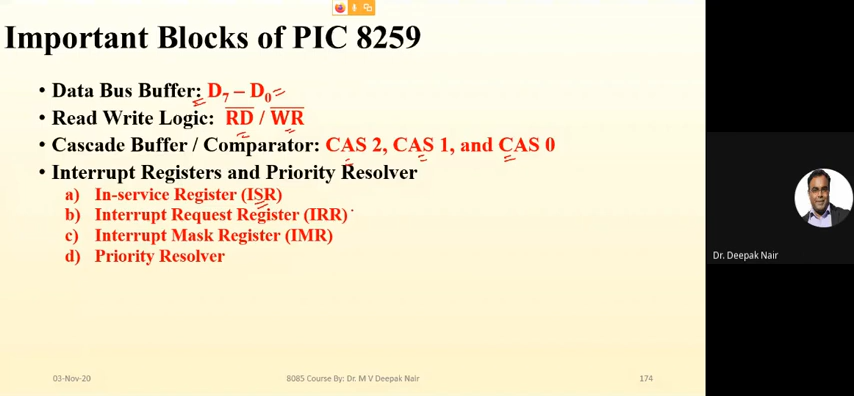 Important Blocks of PIC 8259
• Data Bus Buffer: D7 – D0
• Read Write Logic: RD / WR
• Cascade Buffer / Comparator: CAS 2, CAS 1, and CAS 0
• Interrupt Registers and Priority Resolver
a) In-service Register (ISR)
b) Interrupt Request Register (IRR)
c) Interrupt Mask Register (IMR)
d) Priority Resolver
Dr. Deepak Nair
03-Nov-20 8085 Course By: Dr. M V Deepak Nair 174